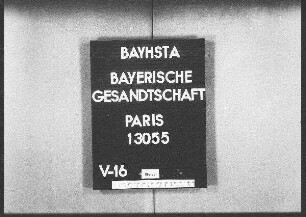 BAYHSTA
BAYERISCHE
GESANDTSCHAFT
PARIS
13055
V-16